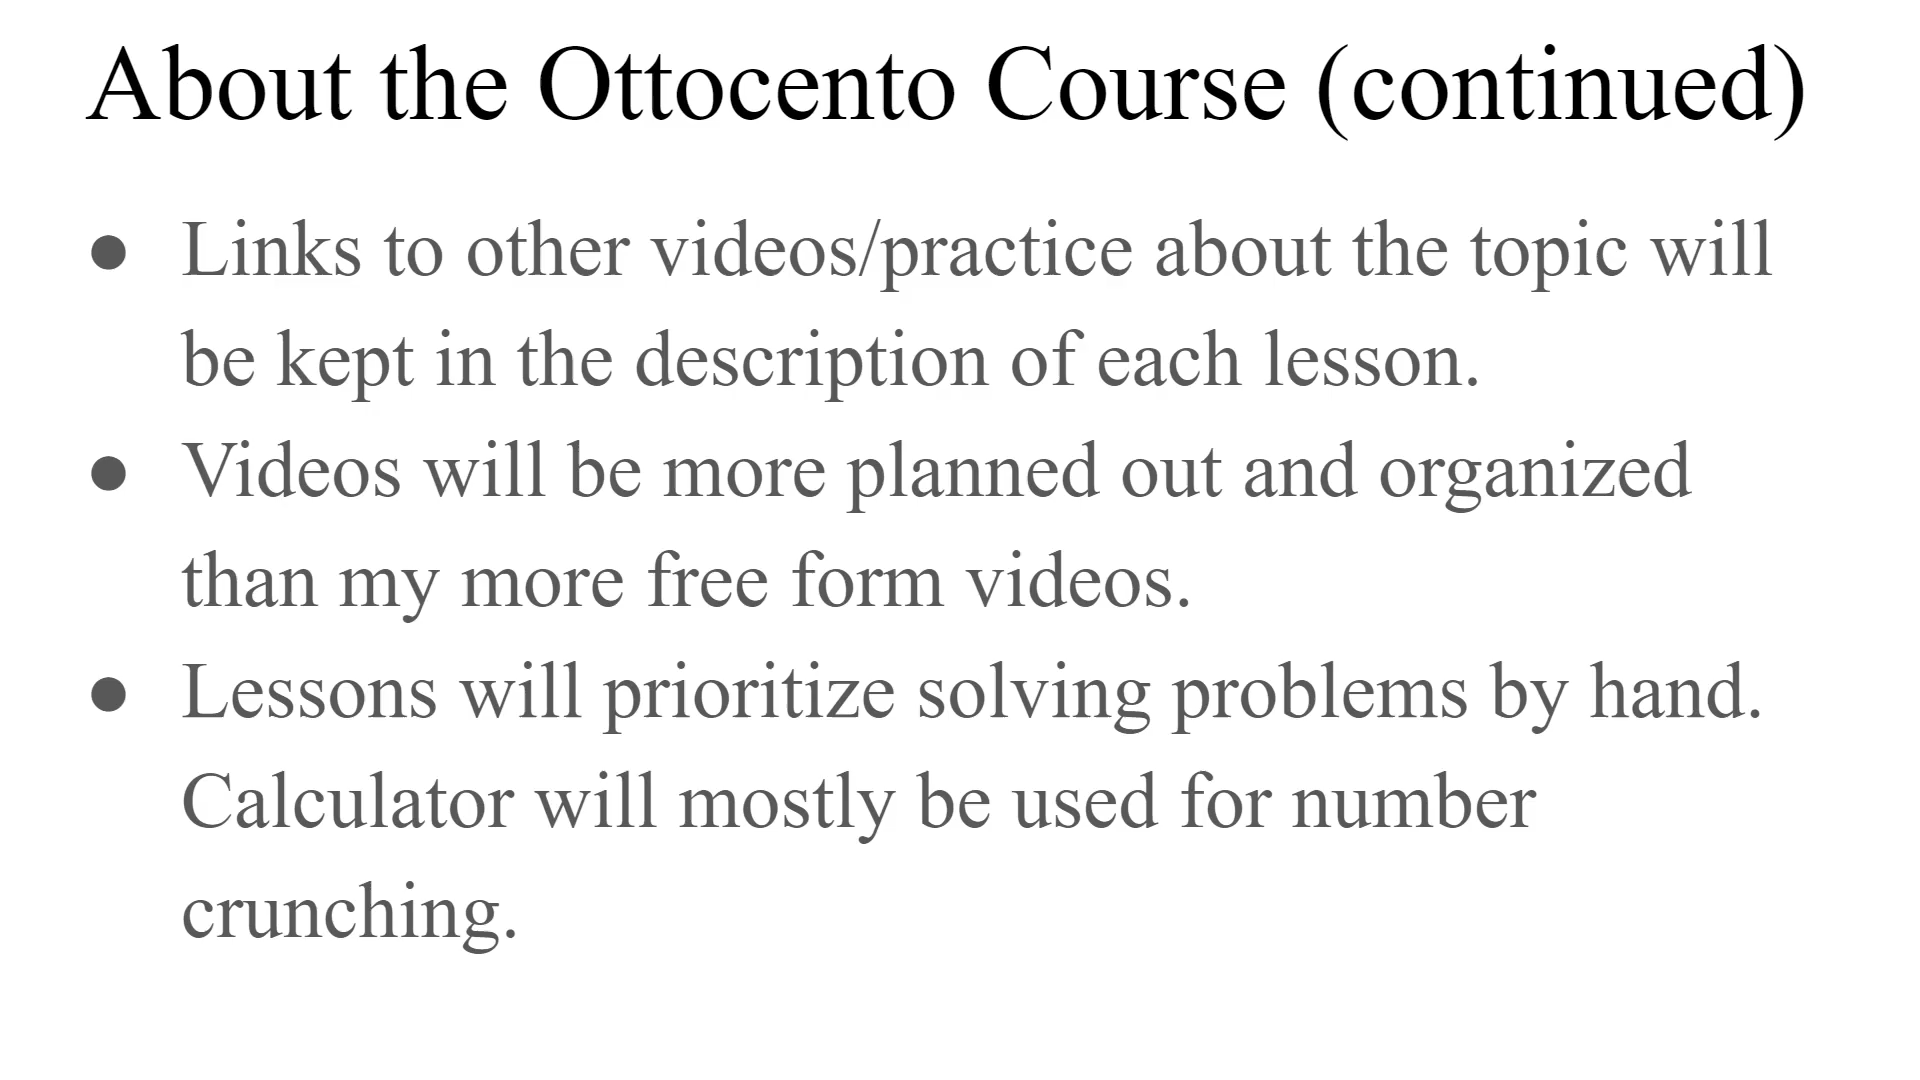 About the Ottocento Course (continued)
● Links to other videos/practice about the topic will
be kept in the description of each lesson.
● Videos will be more planned out and organized
than my more free form videos.
● Lessons will prioritize solving problems by hand.
Calculator will mostly be used for number
crunching.